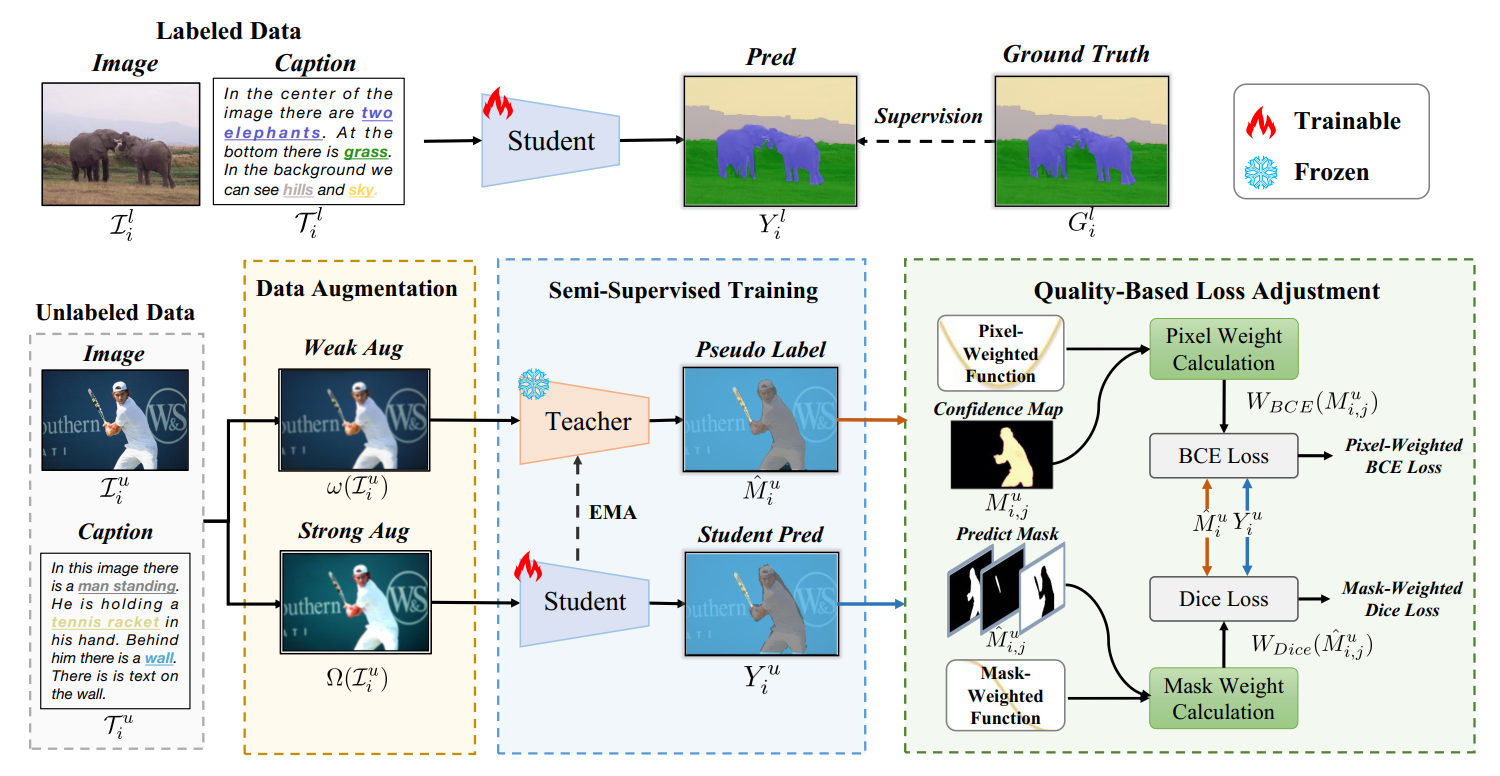 Labeled Data
Image
Caption
In the center of the
image there are two
elephants. At the
bottom there is grass.
In the background we
can see hills and sky.
$\mathcal{I}_i^l$
$\mathcal{T}_i^l$
Student
Pred
$Y_i^l$
Supervision
Ground Truth
$G_i^l$
Trainable
Frozen
Unlabeled Data
Image
$\mathcal{I}_i^u$
Caption
In this image there
is a man standing.
He is holding a
tennis racket in
his hand. Behind
him there is a wall.
There is is text on
the wall.
$\mathcal{T}_i^u$
Data Augmentation
Weak Aug
uthern
W&S
ATI
$\omega(\mathcal{I}_i^u)$
Strong Aug
uthern
W&S
ATI
$\Omega(\mathcal{I}_i^u)$
Semi-Supervised Training
Teacher
EMA
Student
Pseudo Label
$\hat{M}_i^u$
Student Pred
$Y_i^u$
Quality-Based Loss Adjustment
Pixel-
Weighted
Function
Confidence Map
$M_{i,j}^u$
Predict Mask
$\hat{M}_{i,j}^u$
Mask-
Weighted
Function
Pixel Weight
Calculation
$W_{BCE}(M_{i,j}^u)$
BCE Loss
Pixel-Weighted
BCE Loss
$\hat{M}_i^u$ $Y_i^u$
Dice Loss
Mask-Weighted
Dice Loss
$W_{Dice}(\hat{M}_{i,j}^u)$
Mask Weight
Calculation